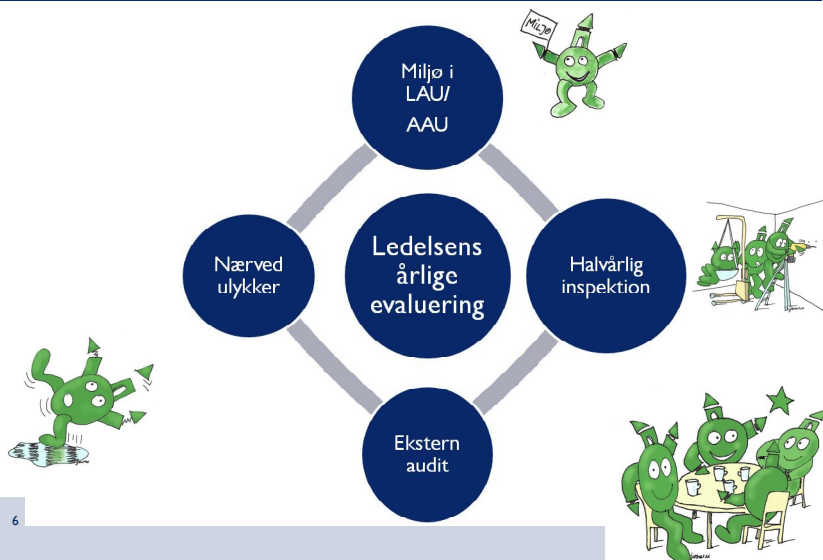 MILJØ
Miljø i
LAU/
AAU
Nærved
ulykker
Ledelsens
årlige
evaluering
Halvårlig
inspektion
Ekstern
audit
6